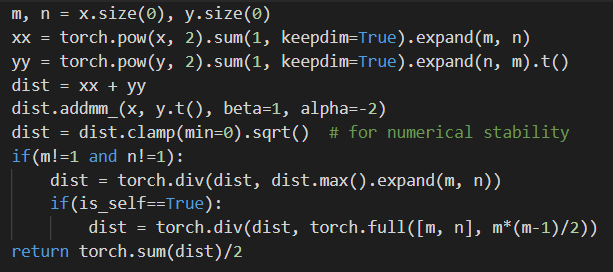 m, n = x.size(0), y.size(0)
xx = torch.pow(x, 2).sum(1, keepdim=True).expand(m, n)
yy = torch.pow(y, 2).sum(1, keepdim=True).expand(n, m).t()
dist = xx + yy
dist.addmm_(x, y.t(), beta=1, alpha=-2)
dist = dist.clamp(min=0).sqrt()  # for numerical stability
if(m!=1 and n!=1):
    dist = torch.div(dist, dist.max().expand(m, n))
    if(is_self==True):
        dist = torch.div(dist, torch.full([m, n], m*(m-1)/2))
return torch.sum(dist)/2